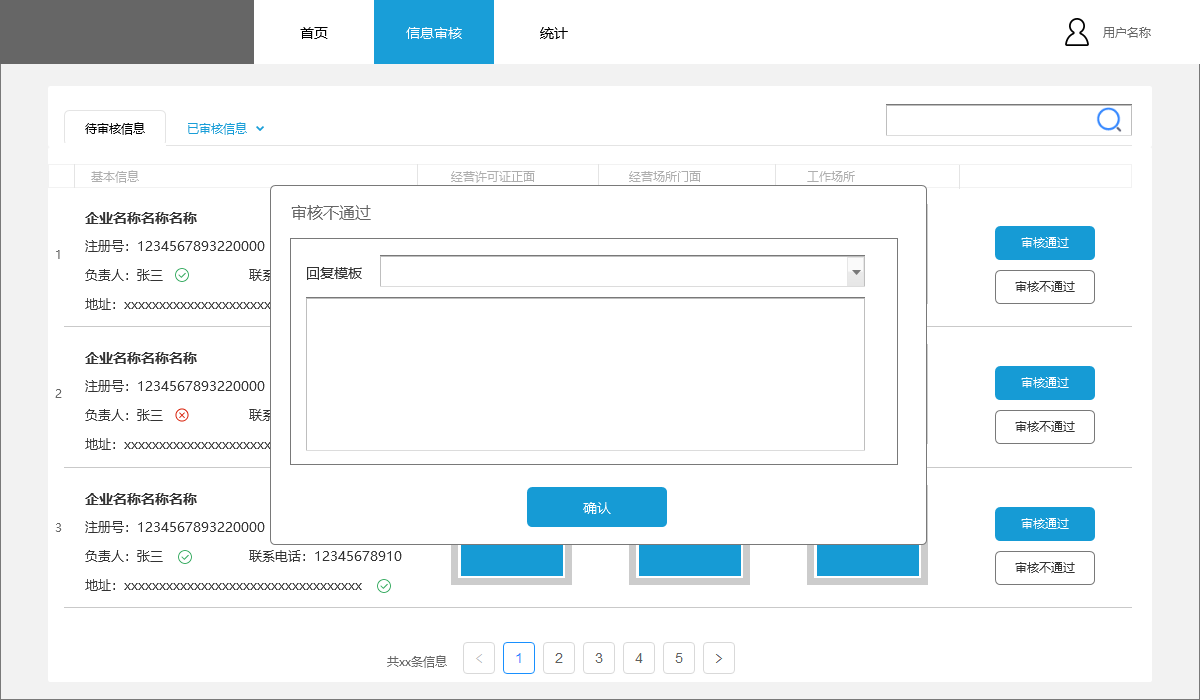 首页
信息审核
统计
用户名称
待审核信息
已审核信息
基本信息
经营许可证正面
经营场所门面
工作场所
1
企业名称名称名称
注册号：1234567893220000
负责人：张三
联系
地址：xxxxxxxxxxxxxxxxxxxxx
审核通过
审核不通过
审核不通过
回复模板
确认
2
企业名称名称名称
注册号：1234567893220000
负责人：张三
联系
地址：xxxxxxxxxxxxxxxxxxxxx
审核通过
审核不通过
3
企业名称名称名称
注册号：1234567893220000
负责人：张三
联系电话：12345678910
地址：xxxxxxxxxxxxxxxxxxxxxxxxxxxxxxxxxx
审核通过
审核不通过
共xx条信息
<
1
2
3
4
5
>